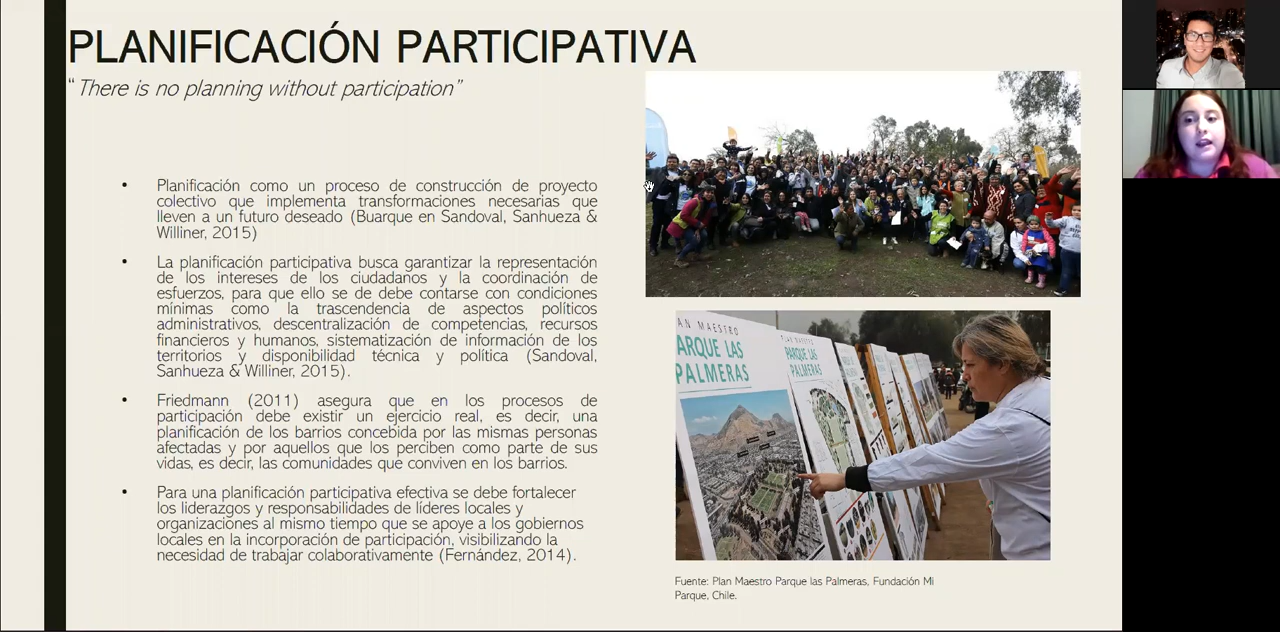 PLANIFICACIÓN PARTICIPATIVA
“There is no planning without participation”
• Planificación como un proceso de construcción de proyecto
colectivo que implementa transformaciones necesarias que
lleven a un futuro deseado (Buarque en Sandoval, Sanhueza &
Williner, 2015)
• La planificación participativa busca garantizar la representación
de los intereses de los ciudadanos y la coordinación de
esfuerzos, para que ello se de debe contarse con condiciones
mínimas como la trascendencia de aspectos políticos
administrativos, descentralización de competencias, recursos
financieros y humanos, sistematización de información de los
territorios y disponibilidad técnica y política (Sandoval,
Sanhueza & Williner, 2015).
• Friedmann (2011) asegura que en los procesos de
participación debe existir un ejercicio real, es decir, una
planificación de los barrios concebida por las mismas personas
afectadas y por aquellos que los perciben como parte de sus
vidas, es decir, las comunidades que conviven en los barrios.
• Para una planificación participativa efectiva se debe fortalecer
los liderazgos y responsabilidades de líderes locales y
organizaciones al mismo tiempo que se apoye a los gobiernos
locales en la incorporación de participación, visibilizando la
necesidad de trabajar colaborativamente (Fernández, 2014).
AN MAESTRO
PARQUE LAS
PALMERAS
PLAN MAESTRO
PARQUE LAS
PALMERAS
Fuente: Plan Maestro Parque las Palmeras, Fundación Mi
Parque, Chile.